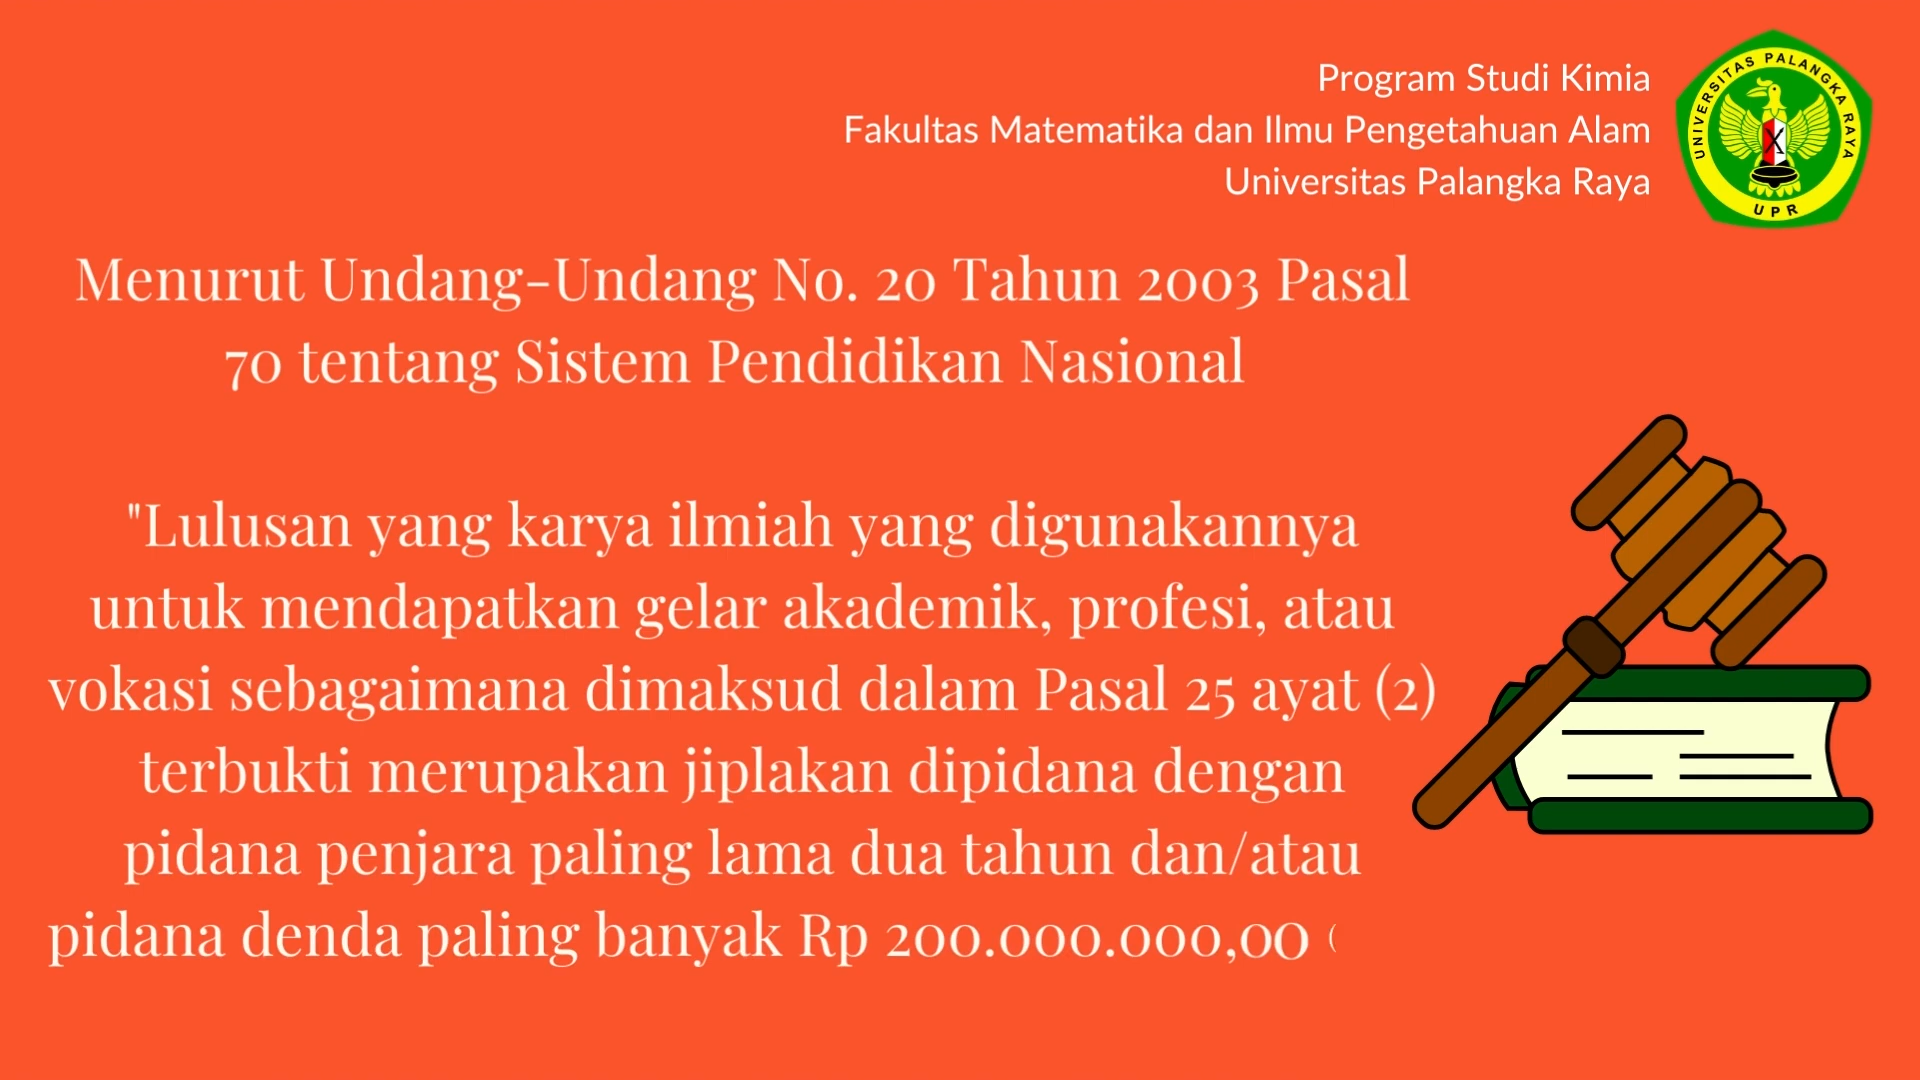 Program Studi Kimia
Fakultas Matematika dan Ilmu Pengetahuan Alam
Universitas Palangka Raya
UNIVERSITAS PALANGKA RAYA
UPR
Menurut Undang-Undang No. 20 Tahun 2003 Pasal
70 tentang Sistem Pendidikan Nasional
"Lulusan yang karya ilmiah yang digunakannya
untuk mendapatkan gelar akademik, profesi, atau
vokasi sebagaimana dimaksud dalam Pasal 25 ayat (2)
terbukti merupakan jiplakan dipidana dengan
pidana penjara paling lama dua tahun dan/atau
pidana denda paling banyak Rp 200.000.000,00 (